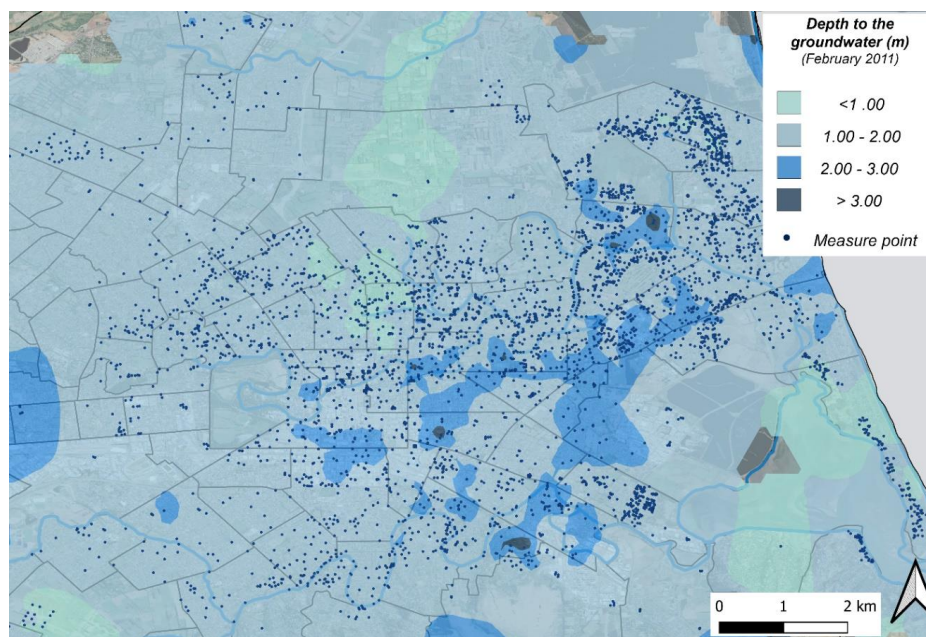 Depth to the
groundwater (m)
(February 2011)
<1 .00
1.00 - 2.00
2.00 - 3.00
> 3.00
Measure point
0 1 2 km